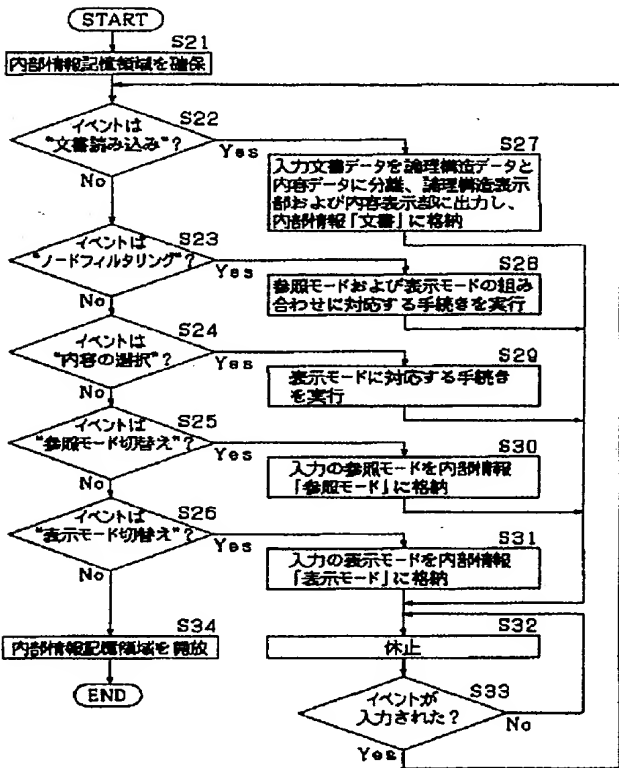 START
S21
内部情報記憶領域を確保
イベントは
"文書読み込み"?
S22
Yes
No
S27
入力文書データを論理構造データと
内容データに分離、論理構造表示
部および内容表示部に出力し、
内部情報「文書」に格納
イベントは
"ノードフィルタリング"?
S23
Yes
No
S28
参照モードおよび表示モードの組み
合わせに対応する手続きを実行
イベントは
"内容の選択"?
S24
Yes
No
S29
表示モードに対応する手続き
を実行
イベントは
"参照モード切替え"?
S25
Yes
No
S30
入力の参照モードを内部情報
「参照モード」に格納
イベントは
"表示モード切替え"?
S26
Yes
No
S31
入力の表示モードを内部情報
「表示モード」に格納
S34
内部情報記憶領域を開放
END
S32
休止
S33
イベントが
入力された?
No
Yes